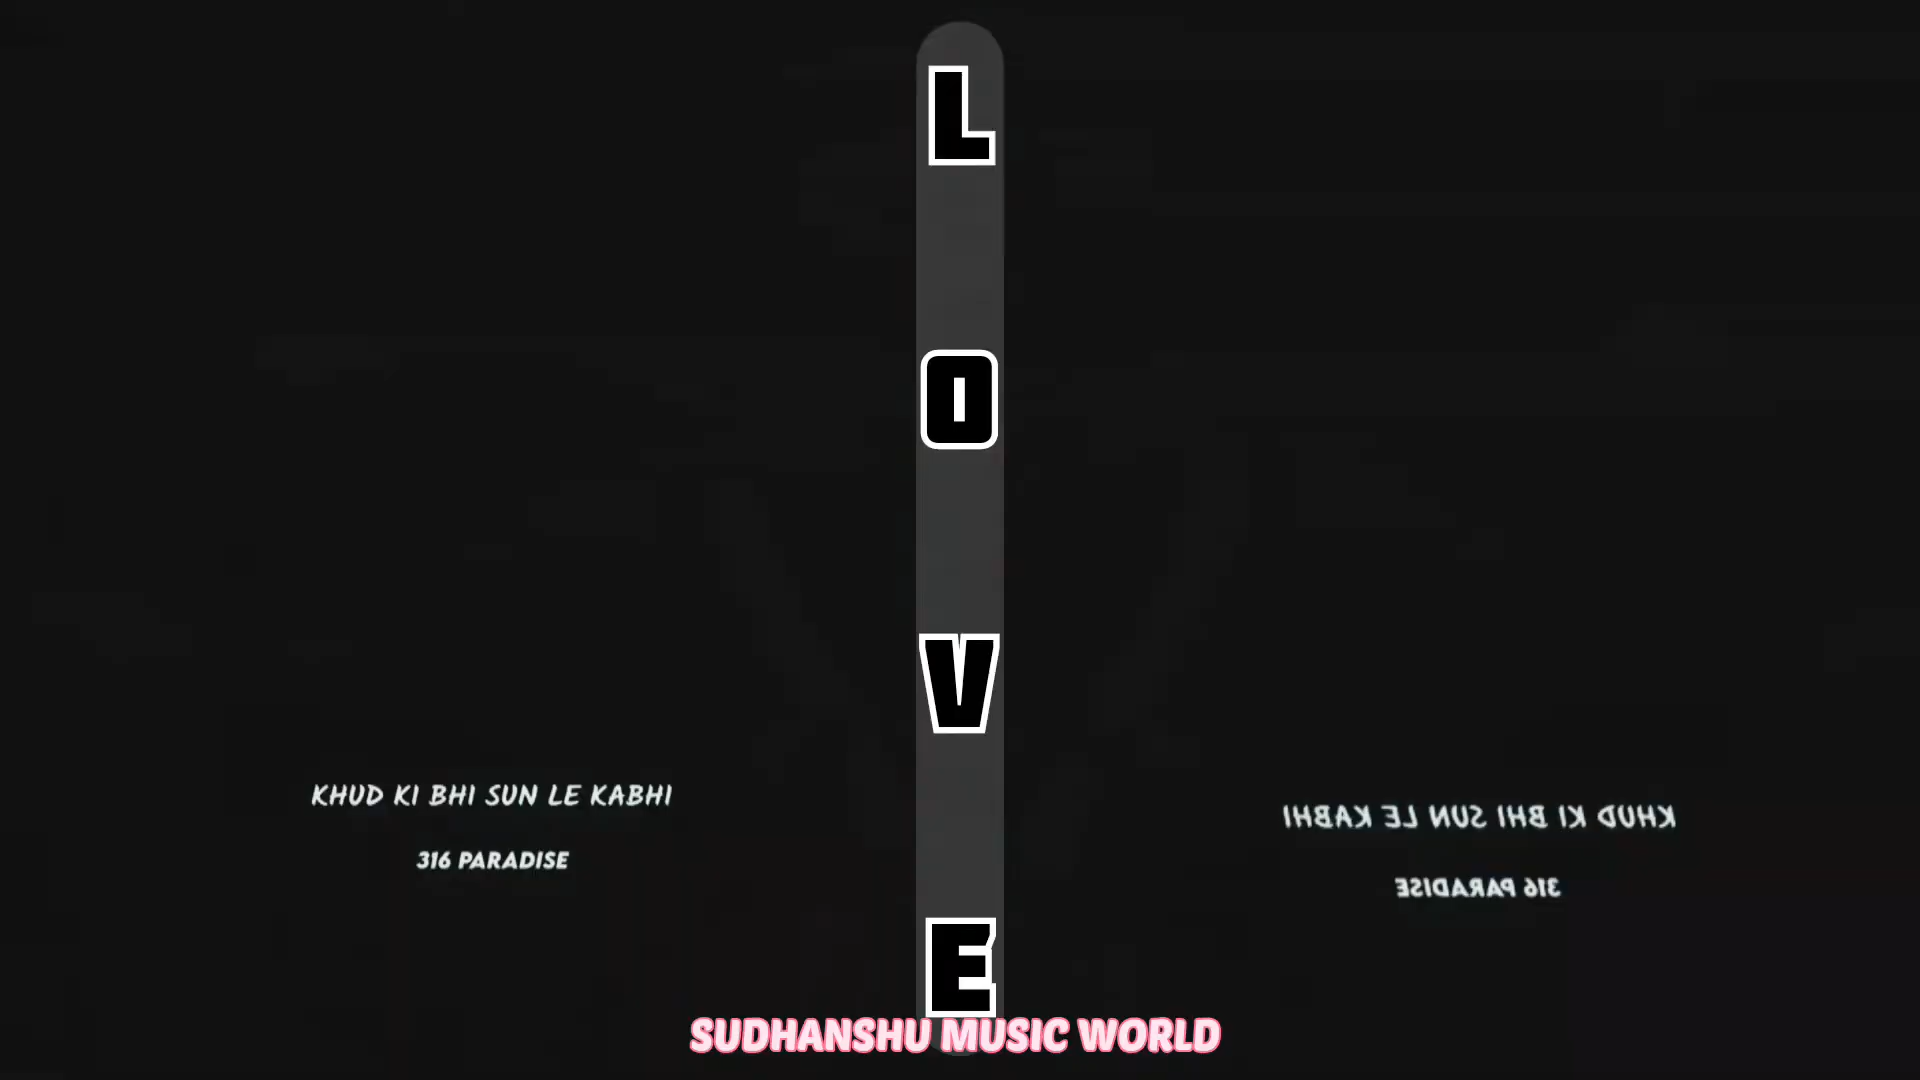 L
O
V
E
KHUD KI BHI SUN LE KABHI
316 PARADISE
KHUD KI BHI SUN LE KABHI
316 PARADISE
SUDHANSHU MUSIC WORLD